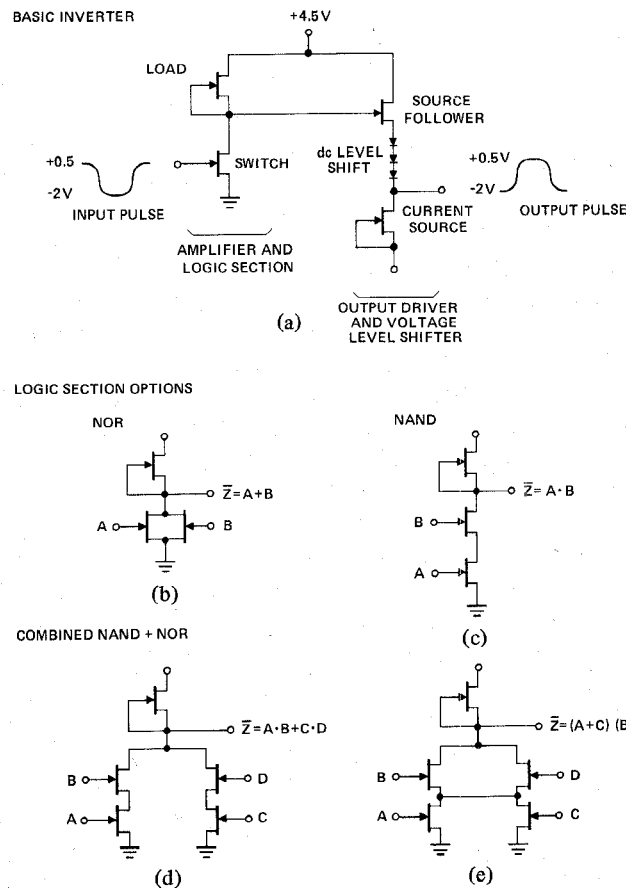 BASIC INVERTER
+4.5 V
LOAD
SOURCE
FOLLOWER
dc LEVEL
SHIFT
+0.5
-2V
INPUT PULSE
SWITCH
+0.5V
-2V
OUTPUT PULSE
CURRENT
SOURCE
AMPLIFIER AND
LOGIC SECTION
(a)
OUTPUT DRIVER
AND VOLTAGE
LEVEL SHIFTER
LOGIC SECTION OPTIONS
NOR
Z̅=A+B
A
B
(b)
NAND
Z̅=A·B
B
A
(c)
COMBINED NAND + NOR
Z̅=A·B+C·D
B
D
A
C
(d)
Z̅=(A+C) (B
B
D
A
C
(e)